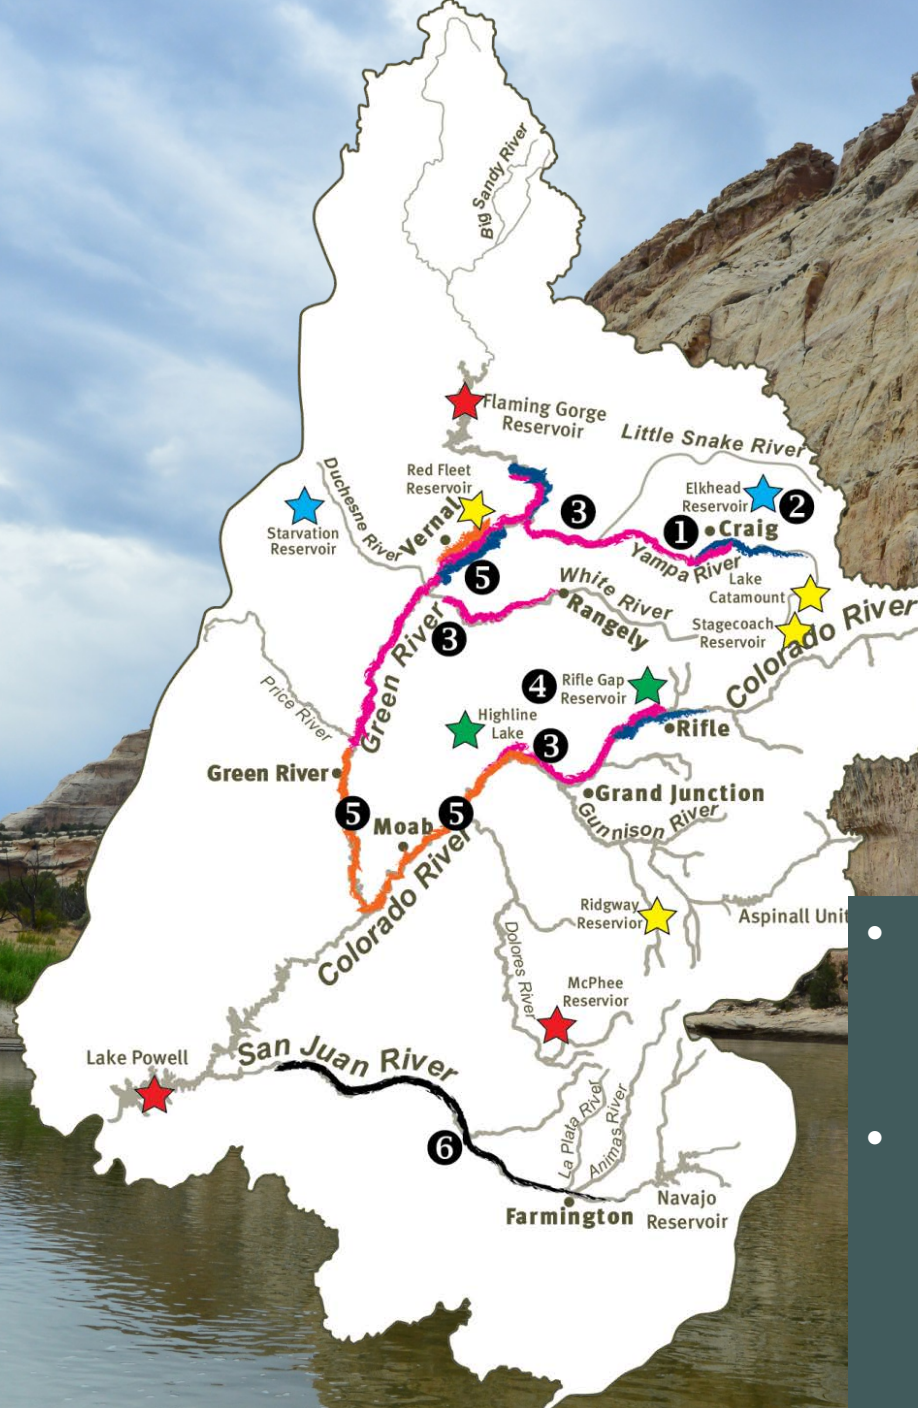 Big Sandy River
Flaming Gorge
Reservoir
Little Snake River
Duchesne River
Red Fleet
Reservoir
Elkhead
Reservoir
2
Starvation
Reservoir
Vernal
3
1
Craig
Yampa River
5
Lake
Catamount
White River
Stagecoach
Reservoir
Colorado River
3
Rangely
Green River
Price River
4
Rifle Gap
Reservoir
Highline
Lake
Rifle
3
Green River
Grand Junction
5
5
Moab
Gunnison River
Colorado River
Ridgway
Reservior
Aspinall Unit
Dolores River
McPhee
Reservior
Lake Powell
San Juan River
La Plata River
Animas River
6
Farmington
Navajo
Reservoir